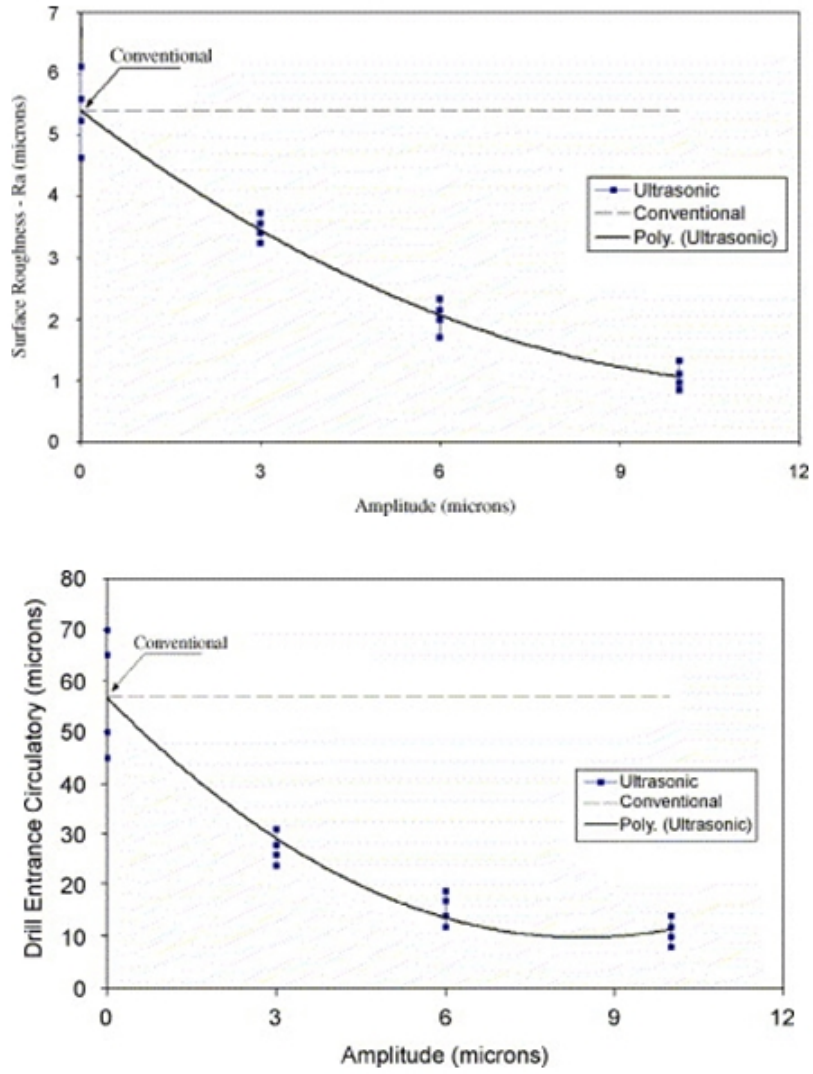 7
6
5
4
3
2
1
0
Surface Roughness - Ra (microns)
Conventional
Ultrasonic
Conventional
Poly. (Ultrasonic)
0 3 6 9 12
Amplitude (microns)
80
70
60
50
40
30
20
10
0
Drill Entrance Circulatory (microns)
Conventional
Ultrasonic
Conventional
Poly. (Ultrasonic)
0 3 6 9 12
Amplitude (microns)